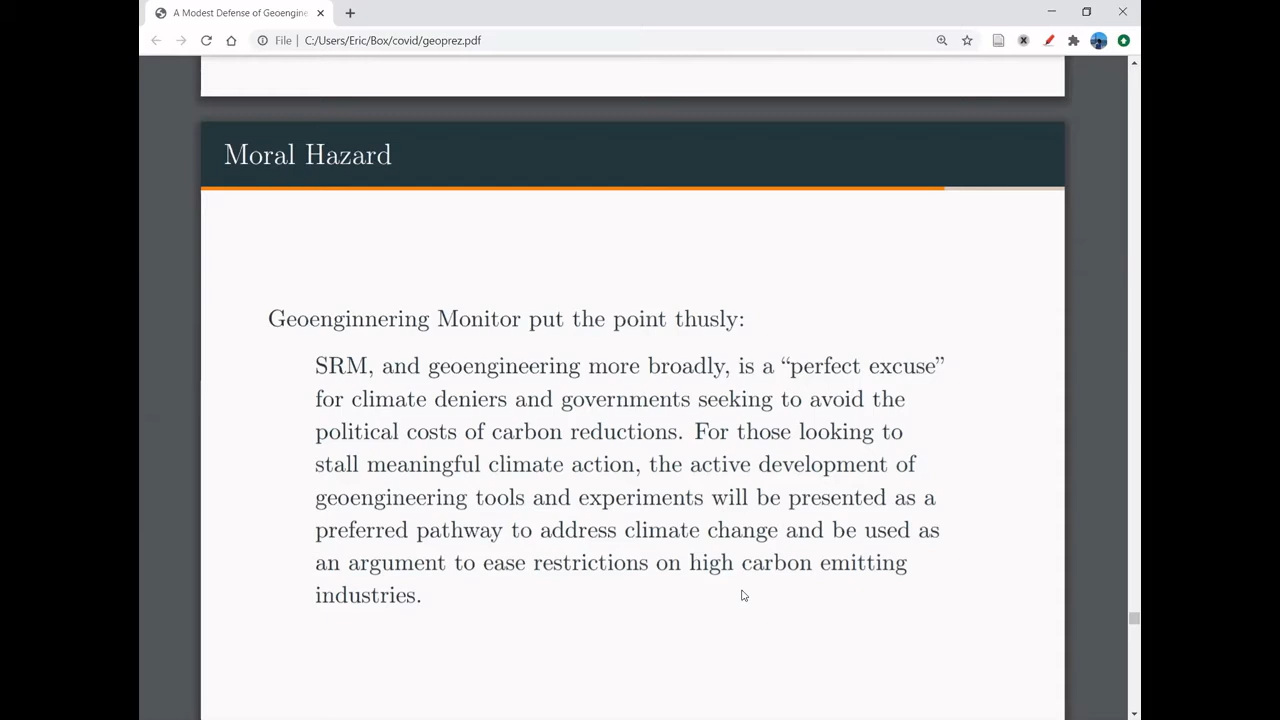 A Modest Defense of Geoengine
File
C:/Users/Eric/Box/covid/geoprez.pdf
Moral Hazard
Geoenginnering Monitor put the point thusly:
SRM, and geoengineering more broadly, is a “perfect excuse”
for climate deniers and governments seeking to avoid the
political costs of carbon reductions. For those looking to
stall meaningful climate action, the active development of
geoengineering tools and experiments will be presented as a
preferred pathway to address climate change and be used as
an argument to ease restrictions on high carbon emitting
industries.